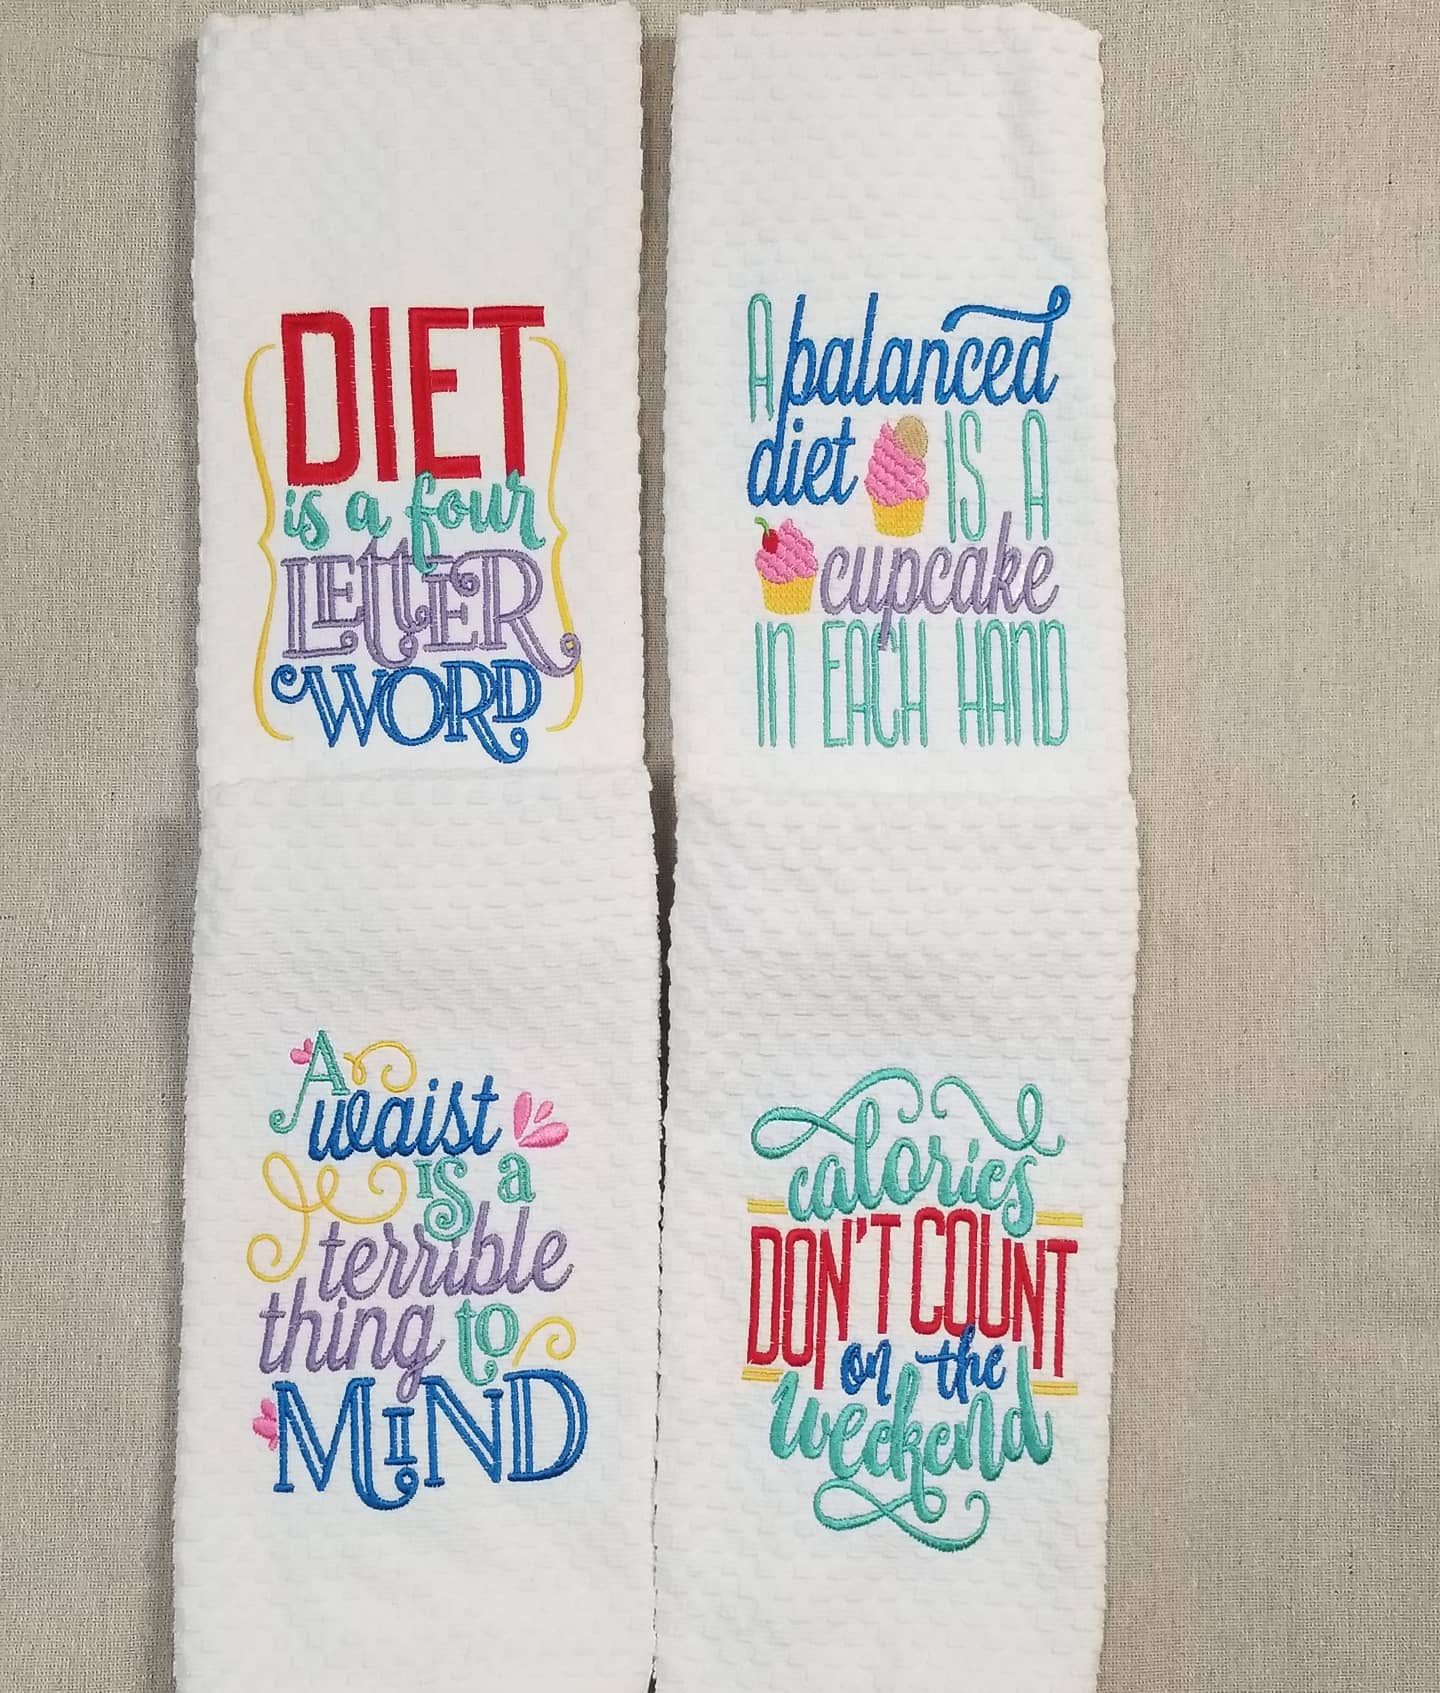 DIET
is a four
LETTER
WORD
A balanced
diet IS A
cupcake
IN EACH HAND
A
waist
is a
terrible
thing to
MiND
calories
DON'T COUNT
on the
weekend